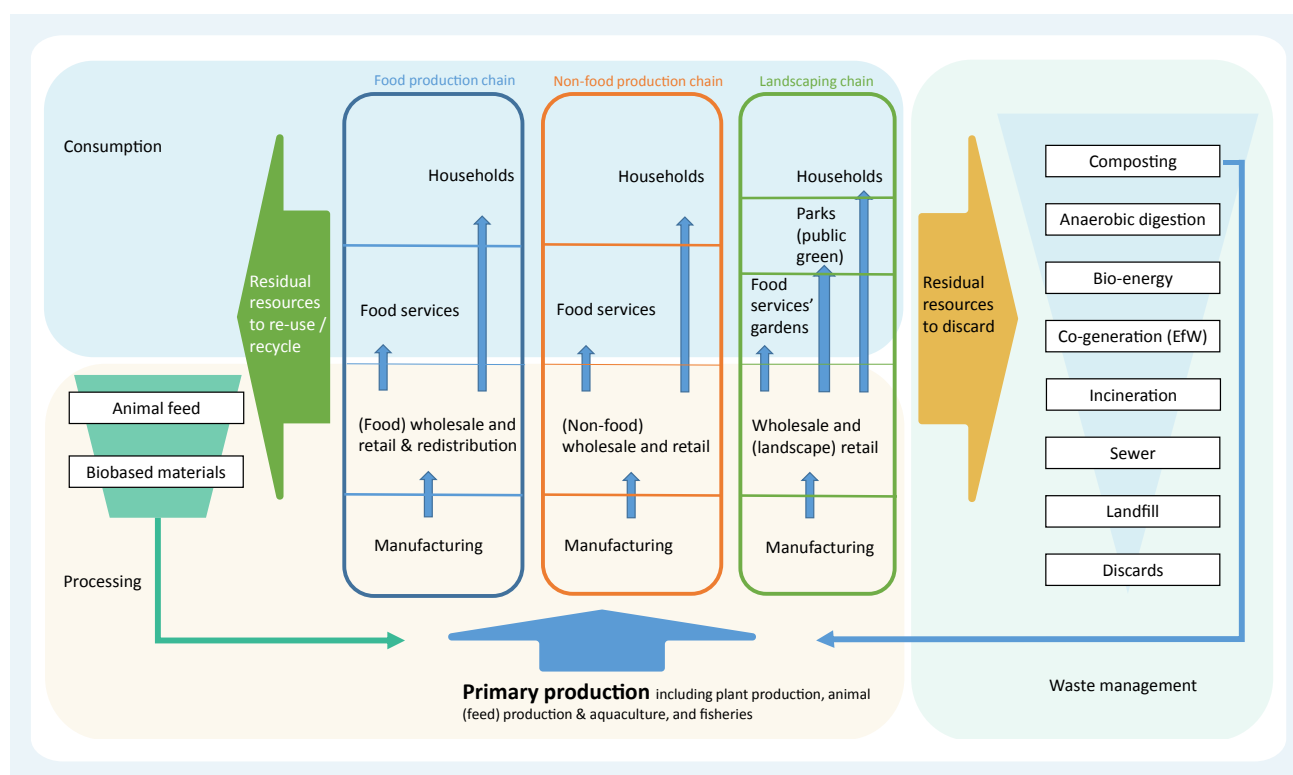 Food production chain
Non-food production chain
Landscaping chain
Consumption
Households
Households
Households
Parks
(public
green)
Food services
Food services
Food
services’
gardens
Residual
resources
to re-use /
recycle
Residual
resources
to discard
Animal feed
Biobased materials
(Food) wholesale and
retail & redistribution
(Non-food)
wholesale and retail
Wholesale and
(landscape) retail
Manufacturing
Manufacturing
Manufacturing
Processing
Composting
Anaerobic digestion
Bio-energy
Co-generation (EfW)
Incineration
Sewer
Landfill
Discards
Primary production including plant production, animal
(feed) production & aquaculture, and fisheries
Waste management